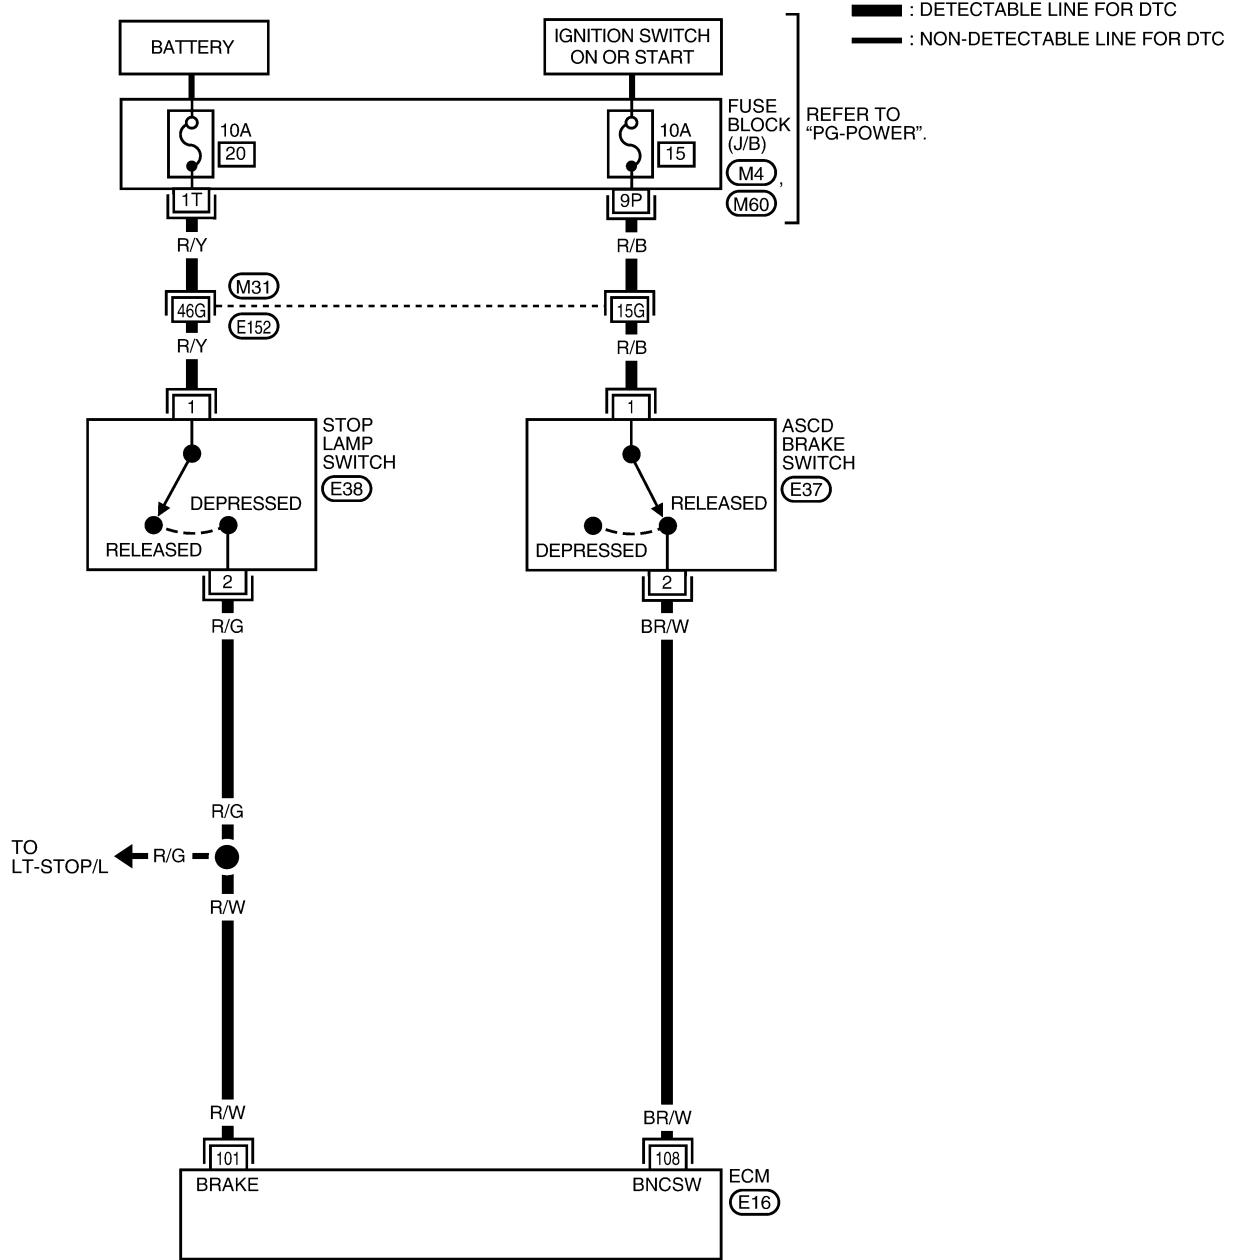 : DETECTABLE LINE FOR DTC
: NON-DETECTABLE LINE FOR DTC
BATTERY
IGNITION SWITCH
ON OR START
10A
20
10A
15
FUSE
BLOCK
(J/B)
M4
,
M60
REFER TO
“PG-POWER”.
1T
9P
R/Y
R/B
46G
M31
E152
15G
R/Y
R/B
1
1
STOP
LAMP
SWITCH
E38
DEPRESSED
RELEASED
ASCD
BRAKE
SWITCH
E37
RELEASED
DEPRESSED
2
2
R/G
BR/W
R/G
TO
LT-STOP/L
R/G
R/W
R/W
BR/W
101
108
BRAKE
BNCSW
ECM
E16